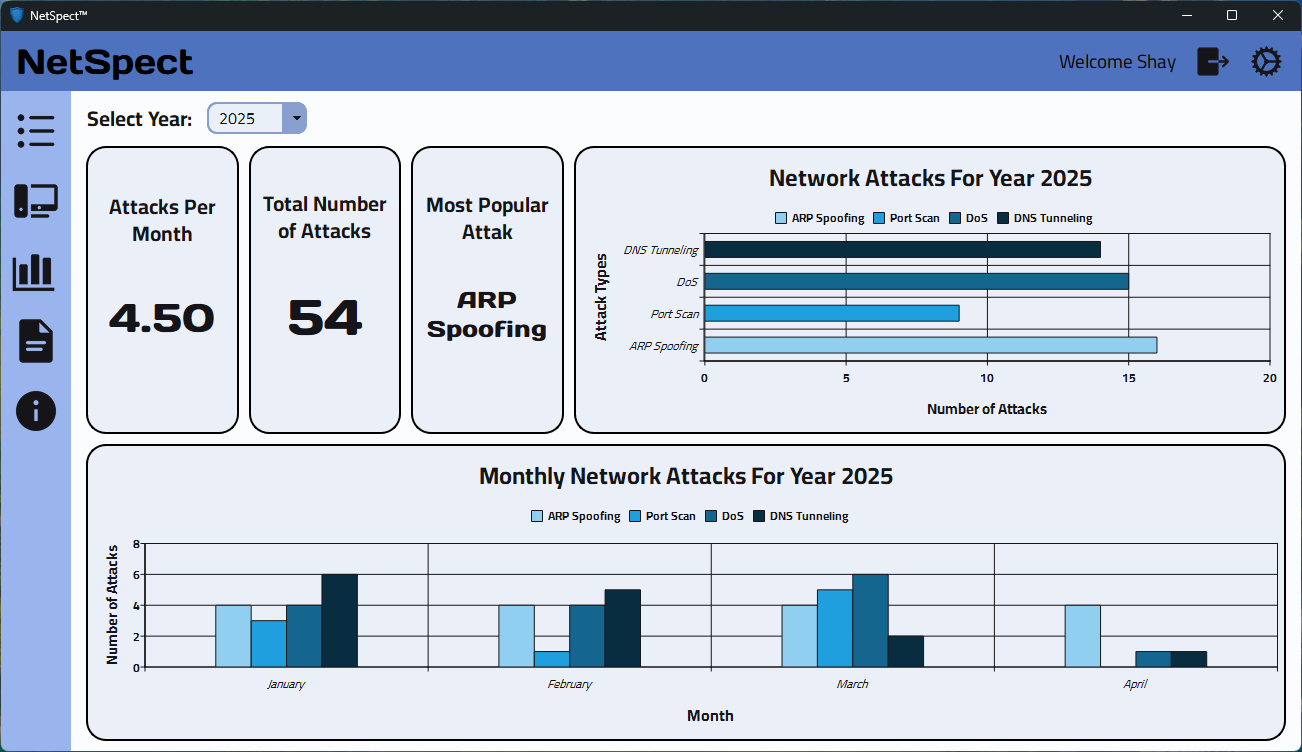 NetSpect™
NetSpect
Welcome Shay
Select Year:
2025
Attacks Per
Month
4.50
Total Number
of Attacks
54
Most Popular
Attak
ARP
Spoofing
Network Attacks For Year 2025
ARP Spoofing Port Scan DoS DNS Tunneling
Attack Types
DNS Tunneling
DoS
Port Scan
ARP Spoofing
0 5 10 15 20
Number of Attacks
Monthly Network Attacks For Year 2025
ARP Spoofing Port Scan DoS DNS Tunneling
Number of Attacks
8
6
4
2
0
January February March April
Month